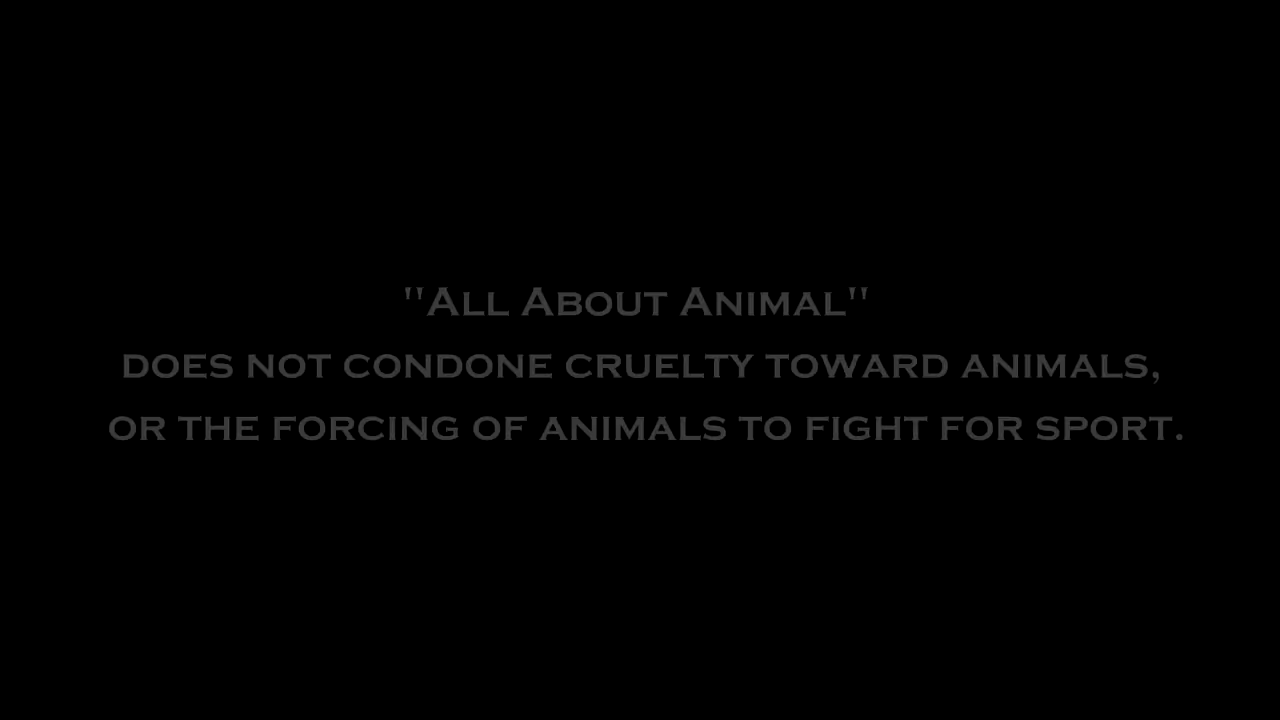 "All About Animal"
does not condone cruelty toward animals,
or the forcing of animals to fight for sport.